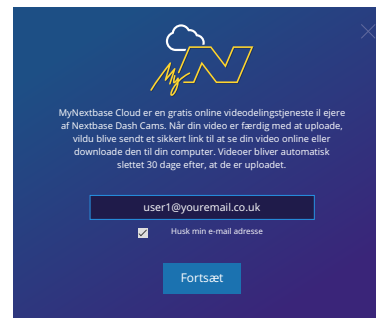 My N
MyNextbase Cloud er en gratis online videodelingstjeneste il ejere
af Nextbase Dash Cams. Når din video er færdig med at uploade,
vildu blive sendt et sikkert link til at se din video online eller
downloade den til din computer. Videoer bliver automatisk
slettet 30 dage efter, at de er uploadet.
user1@youremail.co.uk
Husk min e-mail adresse
Fortsæt